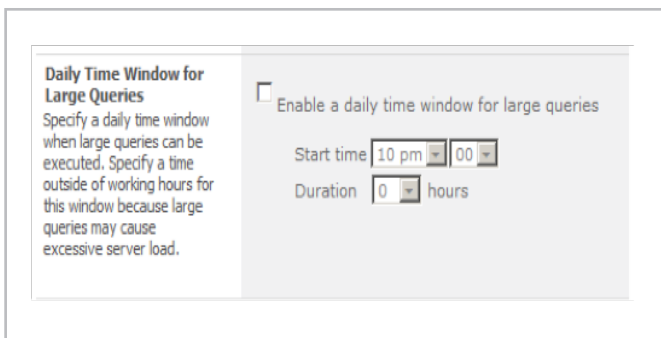 Daily Time Window for
Large Queries
Specify a daily time window
when large queries can be
executed. Specify a time
outside of working hours for
this window because large
queries may cause
excessive server load.
Enable a daily time window for large queries
Start time 10 pm 00
Duration 0 hours